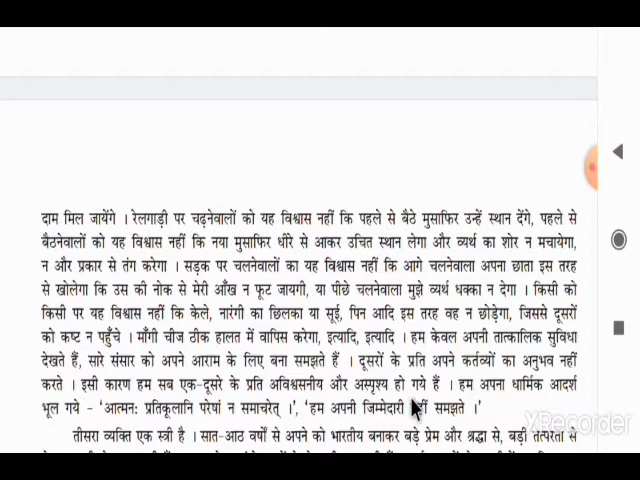 दाम मिल जायेंगे । रेलगाड़ी पर चढ़नेवालों को यह विश्वास नहीं कि पहले से बैठे मुसाफिर उन्हें स्थान देंगे, पहले से
बैठनेवालों को यह विश्वास नहीं कि नया मुसाफिर धीरे से आकर उचित स्थान लेगा और व्यर्थ का शोर न मचायेगा,
न और प्रकार से तंग करेगा । सड़क पर चलनेवालों का यह विश्वास नहीं कि आगे चलनेवाला अपना छाता इस तरह
से खोलेगा कि उस की नोक से मेरी आँख न फूट जायगी, या पीछे चलनेवाला मुझे व्यर्थ धक्का न देगा । किसी को
किसी पर यह विश्वास नहीं कि केले, नारंगी का छिलका या सूई, पिन आदि इस तरह वह न छोड़ेगा, जिससे दूसरों
को कष्ट न पहुँचे । माँगी चीज ठीक हालत में वापिस करेगा, इत्यादि, इत्यादि । हम केवल अपनी तात्कालिक सुविधा
देखते हैं, सारे संसार को अपने आराम के लिए बना समझते हैं । दूसरों के प्रति अपने कर्तव्यों का अनुभव नहीं
करते । इसी कारण हम सब एक-दूसरे के प्रति अविश्वसनीय और अस्पृश्य हो गये हैं । हम अपना धार्मिक आदर्श
भूल गये – ‘आत्मन: प्रतिकूलानि परेषां न समाचरेत् ।’, ‘हम अपनी जिम्मेदारी समझते ।’
तीसरा व्यक्ति एक स्त्री है । सात-आठ वर्षों से अपने को भारतीय बनाकर बड़े प्रेम और श्रद्धा से, बड़ी तत्परता से
XRecorder